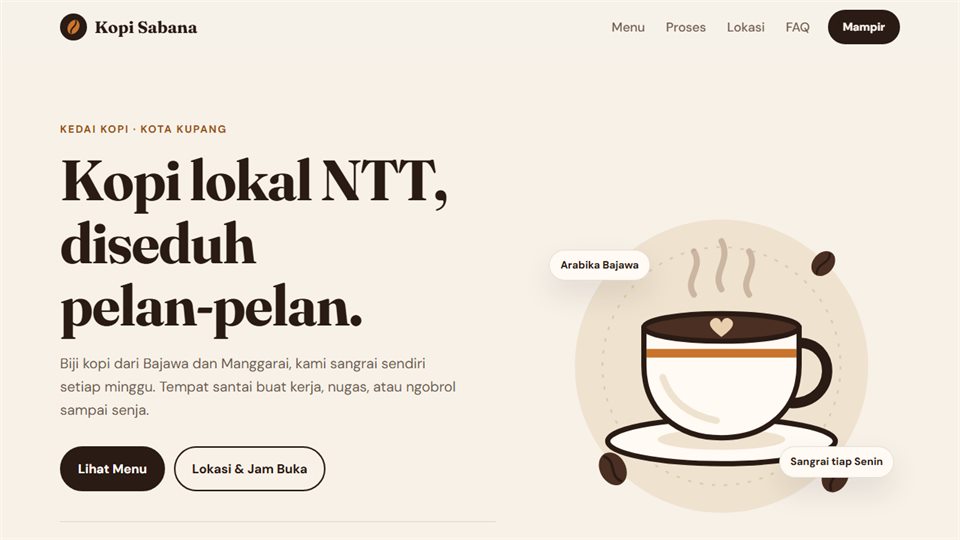 Kopi Sabana
Menu
Proses
Lokasi
FAQ
Mampir
KEDAI KOPI · KOTA KUPANG
Kopi lokal NTT,
diseduh
pelan-pelan.
Biji kopi dari Bajawa dan Manggarai, kami sangrai sendiri
setiap minggu. Tempat santai buat kerja, nugas, atau ngobrol
sampai senja.
Lihat Menu
Lokasi & Jam Buka
Arabika Bajawa
Sangrai tiap Senin